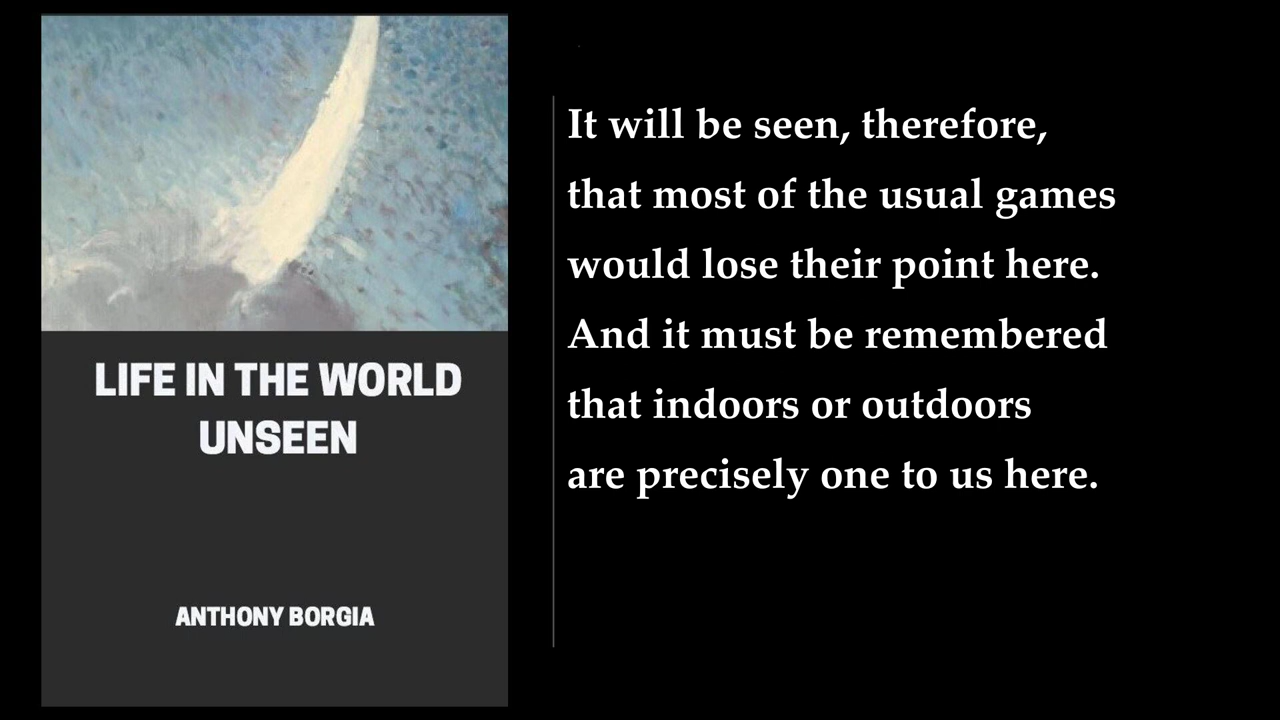 LIFE IN THE WORLD
UNSEEN
ANTHONY BORGIA
It will be seen, therefore,
that most of the usual games
would lose their point here.
And it must be remembered
that indoors or outdoors
are precisely one to us here.